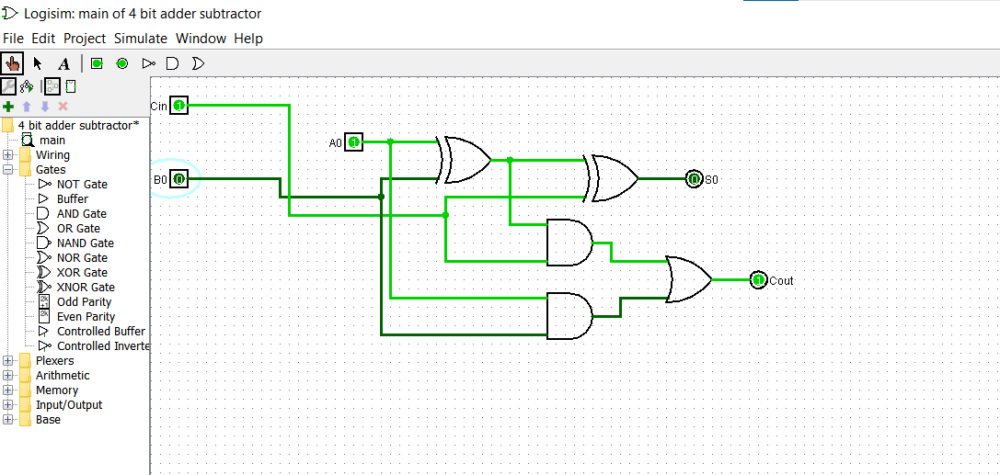 Logisim: main of 4 bit adder subtractor
File Edit Project Simulate Window Help
A
4 bit adder subtractor*
main
Wiring
Gates
NOT Gate
Buffer
AND Gate
OR Gate
NAND Gate
NOR Gate
XOR Gate
XNOR Gate
2k+1 Odd Parity
2k Even Parity
Controlled Buffer
Controlled Inverte
Plexers
Arithmetic
Memory
Input/Output
Base
Cin 1
A0 1
B0 0
0 S0
1 Cout